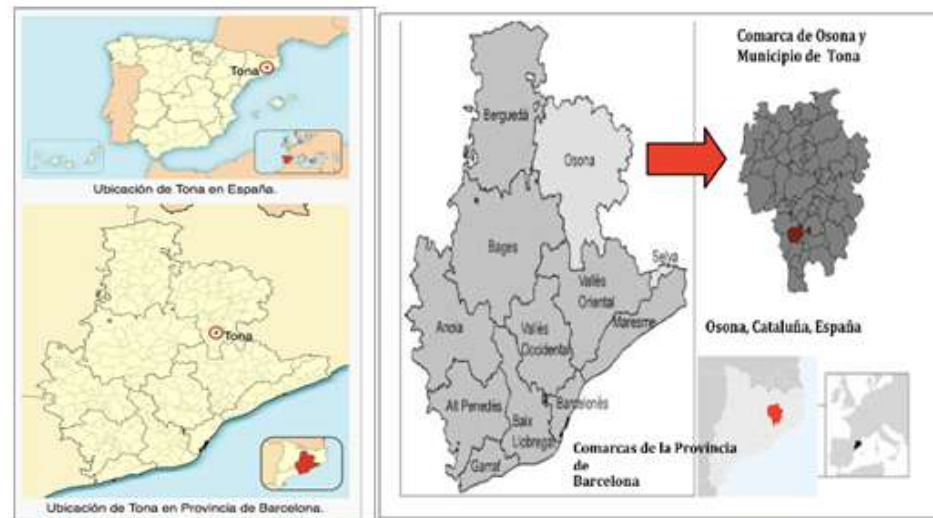 Tona
Ubicación de Tona en España.
Tona
Ubicación de Tona en Provincia de Barcelona.
Berguedà
Osona
Bages
Selva
Vallès
Oriental
Maresme
Anoia
Vallès
Occidental
Barcelonès
Alt Penedès
Baix
Llobregat
Garraf
Comarcas de la Provincia
de
Barcelona
Comarca de Osona y
Municipio de Tona
Osona, Cataluña, España